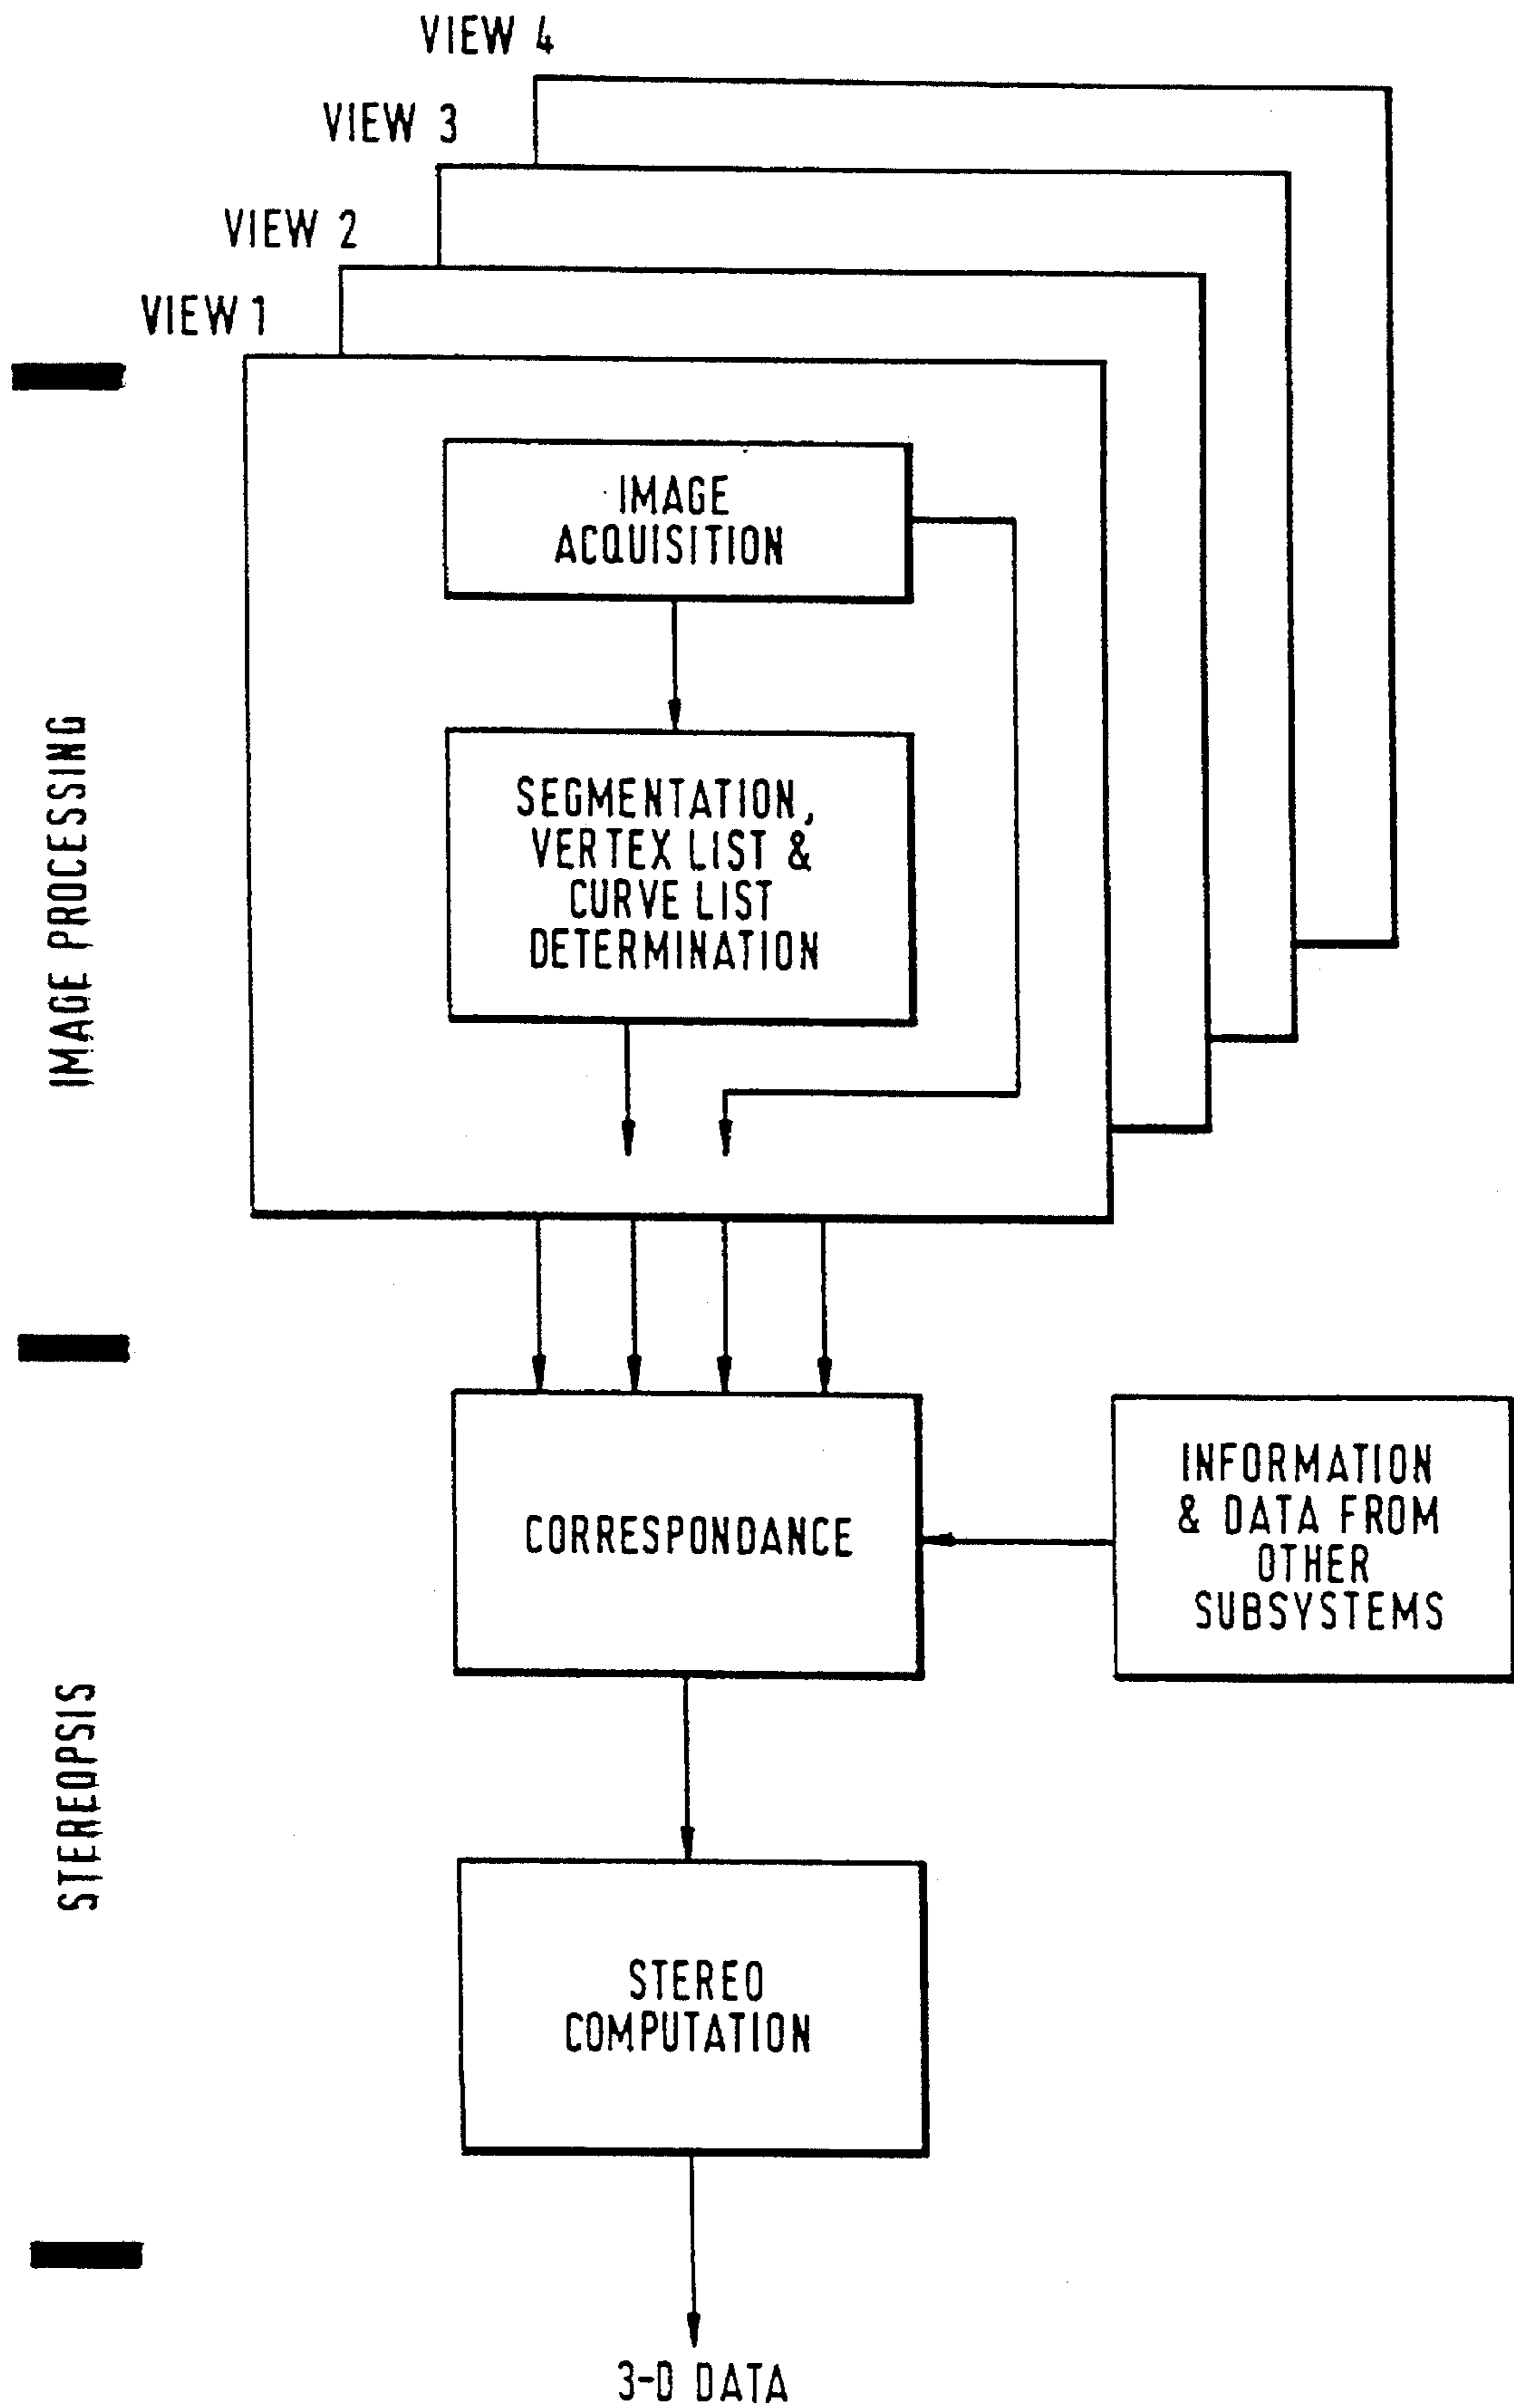 VIEW 4
VIEW 3
VIEW 2
VIEW 1
IMAGE PROCESSING
IMAGE
ACQUISITION
SEGMENTATION,
VERTEX LIST &
CURVE LIST
DETERMINATION
STEREOPSIS
CORRESPONDANCE
INFORMATION
& DATA FROM
OTHER
SUBSYSTEMS
STEREO
COMPUTATION
3-D DATA